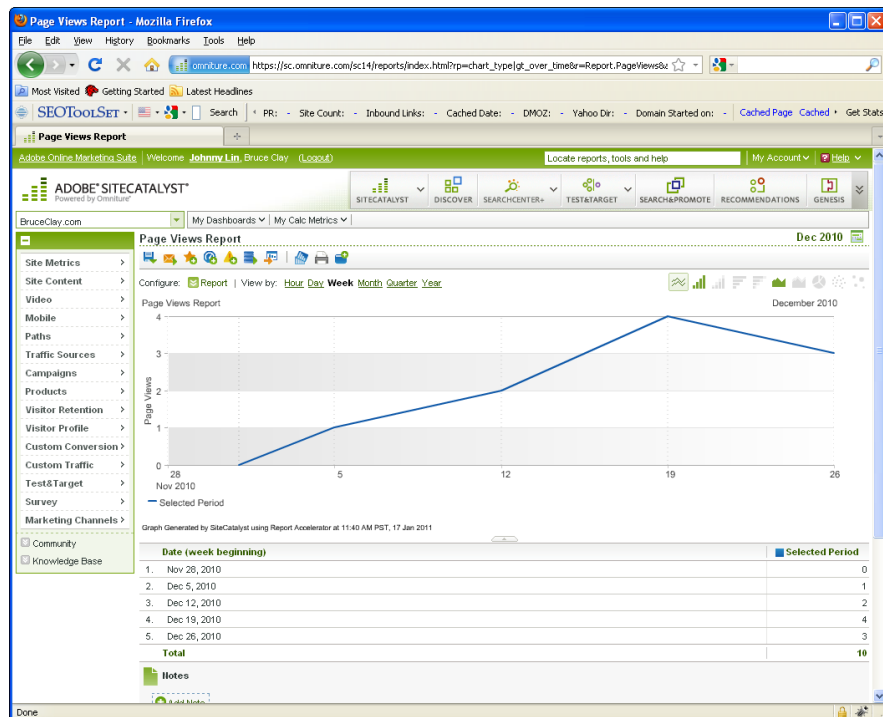 Page Views Report - Mozilla Firefox
File Edit View History Bookmarks Tools Help
omniture.com https://sc.omniture.com/sc14/reports/index.html?rp=chart_type|gt_over_time&r=Report.PageViews&
Most Visited Getting Started Latest Headlines
SEOToolSet Search PR: - Site Count: - Inbound Links: - Cached Date: - DMOZ: - Yahoo Dir: - Domain Started on: - Cached Page Cached Get Stats
Page Views Report
Adobe Online Marketing Suite | Welcome Johnny Lin, Bruce Clay (Logout) Locate reports, tools and help My Account | Help
ADOBE® SITECATALYST®
Powered by Omniture®
SITECATALYST DISCOVER SEARCHCENTER+ TEST&TARGET SEARCH&PROMOTE RECOMMENDATIONS GENESIS
BruceClay.com My Dashboards | My Calc Metrics |
Page Views Report Dec 2010
Site Metrics
Site Content
Video
Mobile
Paths
Traffic Sources
Campaigns
Products
Visitor Retention
Visitor Profile
Custom Conversion
Custom Traffic
Test&Target
Survey
Marketing Channels
Community
Knowledge Base
Configure: Report | View by: Hour Day Week Month Quarter Year
Page Views Report December 2010
4
3
2
1
0
Page Views
28 5 12 19 26
Nov 2010
Selected Period
Graph Generated by SiteCatalyst using Report Accelerator at 11:40 AM PST, 17 Jan 2011
Date (week beginning) Selected Period
1. Nov 28, 2010 0
2. Dec 5, 2010 1
3. Dec 12, 2010 2
4. Dec 19, 2010 4
5. Dec 26, 2010 3
Total 10
Notes
Add Note
Done